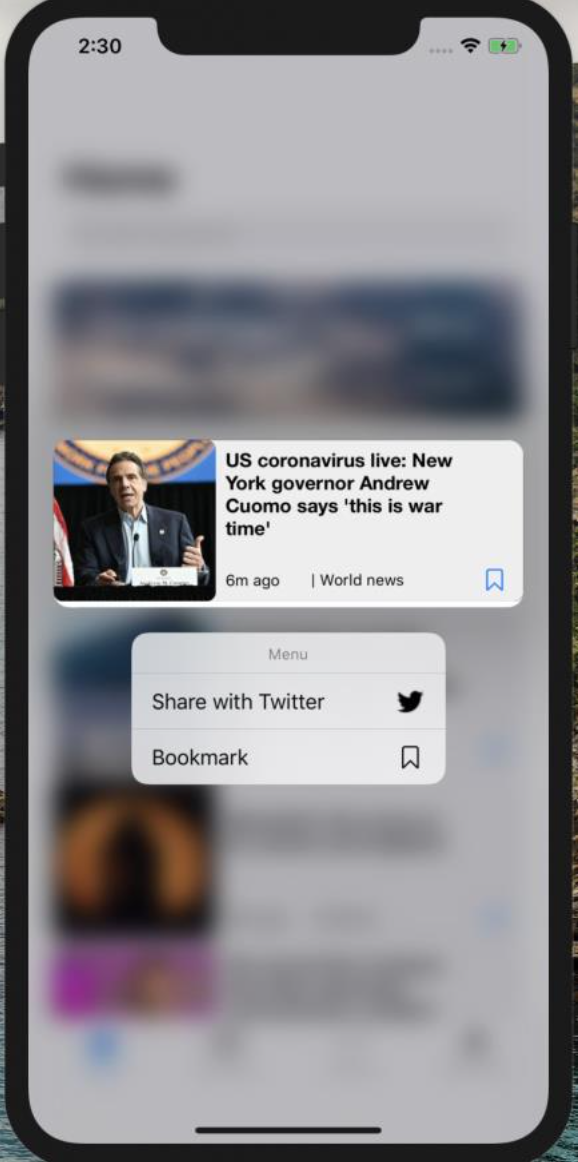 2:30
US coronavirus live: New
York governor Andrew
Cuomo says 'this is war
time'
6m ago | World news
Menu
Share with Twitter
Bookmark